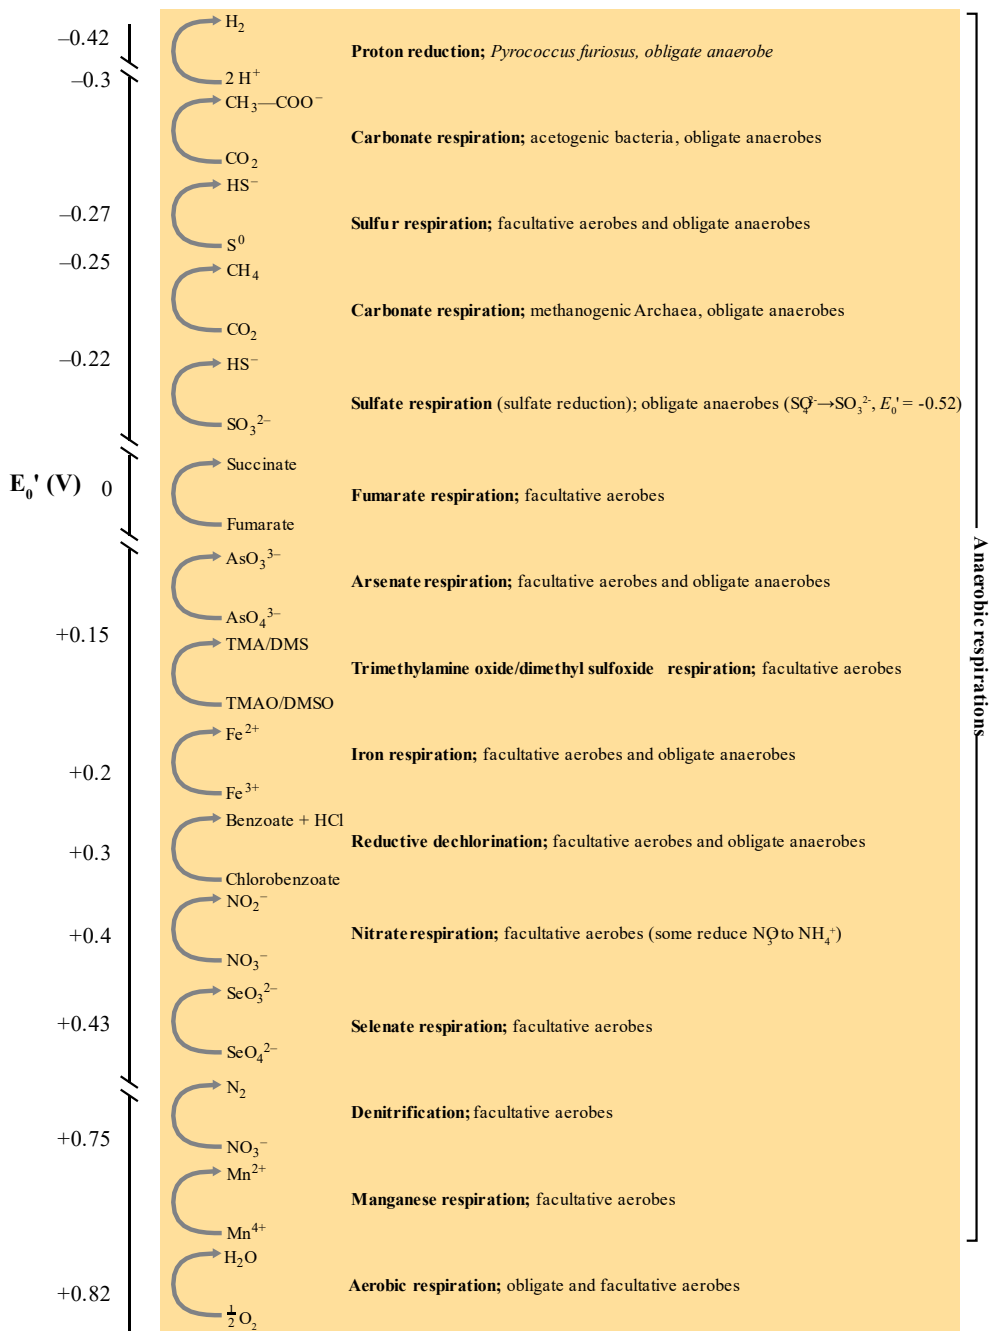 –0.42
H2
Proton reduction; Pyrococcus furiosus, obligate anaerobe
2 H+
–0.3
CH3—COO–
Carbonate respiration; acetogenic bacteria, obligate anaerobes
CO2
HS–
–0.27
Sulfur respiration; facultative aerobes and obligate anaerobes
S0
–0.25
CH4
Carbonate respiration; methanogenic Archaea, obligate anaerobes
CO2
–0.22
HS–
Sulfate respiration (sulfate reduction); obligate anaerobes (SO4 2-→SO3 2-, E0' = -0.52)
SO3 2–
Succinate
E0' (V) 0
Fumarate respiration; facultative aerobes
Fumarate
AsO3 3–
Arsenate respiration; facultative aerobes and obligate anaerobes
AsO4 3–
+0.15
TMA/DMS
Trimethylamine oxide/dimethyl sulfoxide respiration; facultative aerobes
TMAO/DMSO
Fe2+
Iron respiration; facultative aerobes and obligate anaerobes
+0.2
Fe3+
Benzoate + HCl
Reductive dechlorination; facultative aerobes and obligate anaerobes
+0.3
Chlorobenzoate
NO2–
+0.4
Nitrate respiration; facultative aerobes (some reduce NO3- to NH4+)
NO3–
SeO3 2–
+0.43
Selenate respiration; facultative aerobes
SeO4 2–
N2
Denitrification; facultative aerobes
+0.75
NO3–
Mn2+
Manganese respiration; facultative aerobes
Mn4+
H2O
+0.82
Aerobic respiration; obligate and facultative aerobes
1/2 O2
Anaerobic respirations